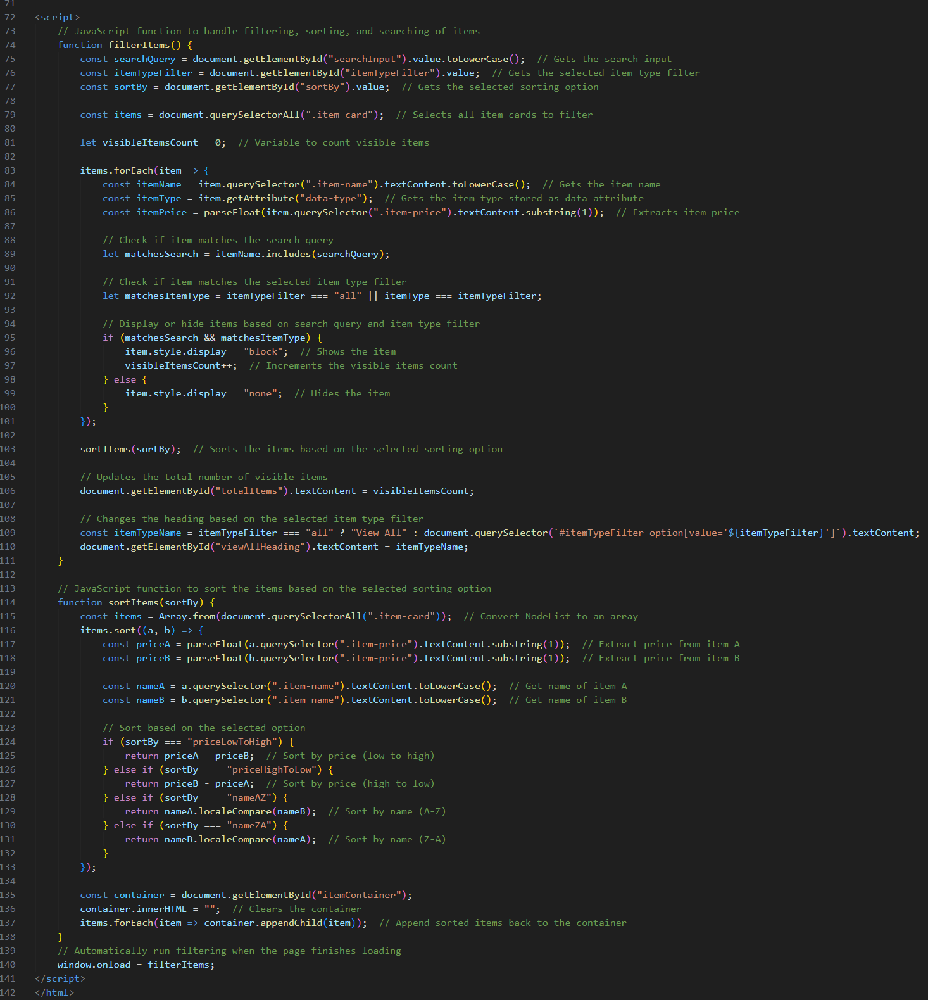 71
72 <script>
73 // JavaScript function to handle filtering, sorting, and searching of items
74 function filterItems() {
75 const searchQuery = document.getElementById("searchInput").value.toLowerCase(); // Gets the search input
76 const itemTypeFilter = document.getElementById("itemTypeFilter").value; // Gets the selected item type filter
77 const sortBy = document.getElementById("sortBy").value; // Gets the selected sorting option
78
79 const items = document.querySelectorAll(".item-card"); // Selects all item cards to filter
80
81 let visibleItemsCount = 0; // Variable to count visible items
82
83 items.forEach(item => {
84 const itemName = item.querySelector(".item-name").textContent.toLowerCase(); // Gets the item name
85 const itemType = item.getAttribute("data-type"); // Gets the item type stored as data attribute
86 const itemPrice = parseFloat(item.querySelector(".item-price").textContent.substring(1)); // Extracts item price
87
88 // Check if item matches the search query
89 let matchesSearch = itemName.includes(searchQuery);
90
91 // Check if item matches the selected item type filter
92 let matchesItemType = itemTypeFilter === "all" || itemType === itemTypeFilter;
93
94 // Display or hide items based on search query and item type filter
95 if (matchesSearch && matchesItemType) {
96 item.style.display = "block"; // Shows the item
97 visibleItemsCount++; // Increments the visible items count
98 } else {
99 item.style.display = "none"; // Hides the item
100 }
101 });
102
103 sortItems(sortBy); // Sorts the items based on the selected sorting option
104
105 // Updates the total number of visible items
106 document.getElementById("totalItems").textContent = visibleItemsCount;
107
108 // Changes the heading based on the selected item type filter
109 const itemTypeName = itemTypeFilter === "all" ? "View All" : document.querySelector(`#itemTypeFilter option[value='${itemTypeFilter}']`).textContent;
110 document.getElementById("viewAllHeading").textContent = itemTypeName;
111 }
112
113 // JavaScript function to sort the items based on the selected sorting option
114 function sortItems(sortBy) {
115 const items = Array.from(document.querySelectorAll(".item-card")); // Convert NodeList to an array
116 items.sort((a, b) => {
117 const priceA = parseFloat(a.querySelector(".item-price").textContent.substring(1)); // Extract price from item A
118 const priceB = parseFloat(b.querySelector(".item-price").textContent.substring(1)); // Extract price from item B
119
120 const nameA = a.querySelector(".item-name").textContent.toLowerCase(); // Get name of item A
121 const nameB = b.querySelector(".item-name").textContent.toLowerCase(); // Get name of item B
122
123 // Sort based on the selected option
124 if (sortBy === "priceLowToHigh") {
125 return priceA - priceB; // Sort by price (low to high)
126 } else if (sortBy === "priceHighToLow") {
127 return priceB - priceA; // Sort by price (high to low)
128 } else if (sortBy === "nameAZ") {
129 return nameA.localeCompare(nameB); // Sort by name (A-Z)
130 } else if (sortBy === "nameZA") {
131 return nameB.localeCompare(nameA); // Sort by name (Z-A)
132 }
133 });
134
135 const container = document.getElementById("itemContainer");
136 container.innerHTML = ""; // Clears the container
137 items.forEach(item => container.appendChild(item)); // Append sorted items back to the container
138 }
139 // Automatically run filtering when the page finishes loading
140 window.onload = filterItems;
141 </script>
142 </html>